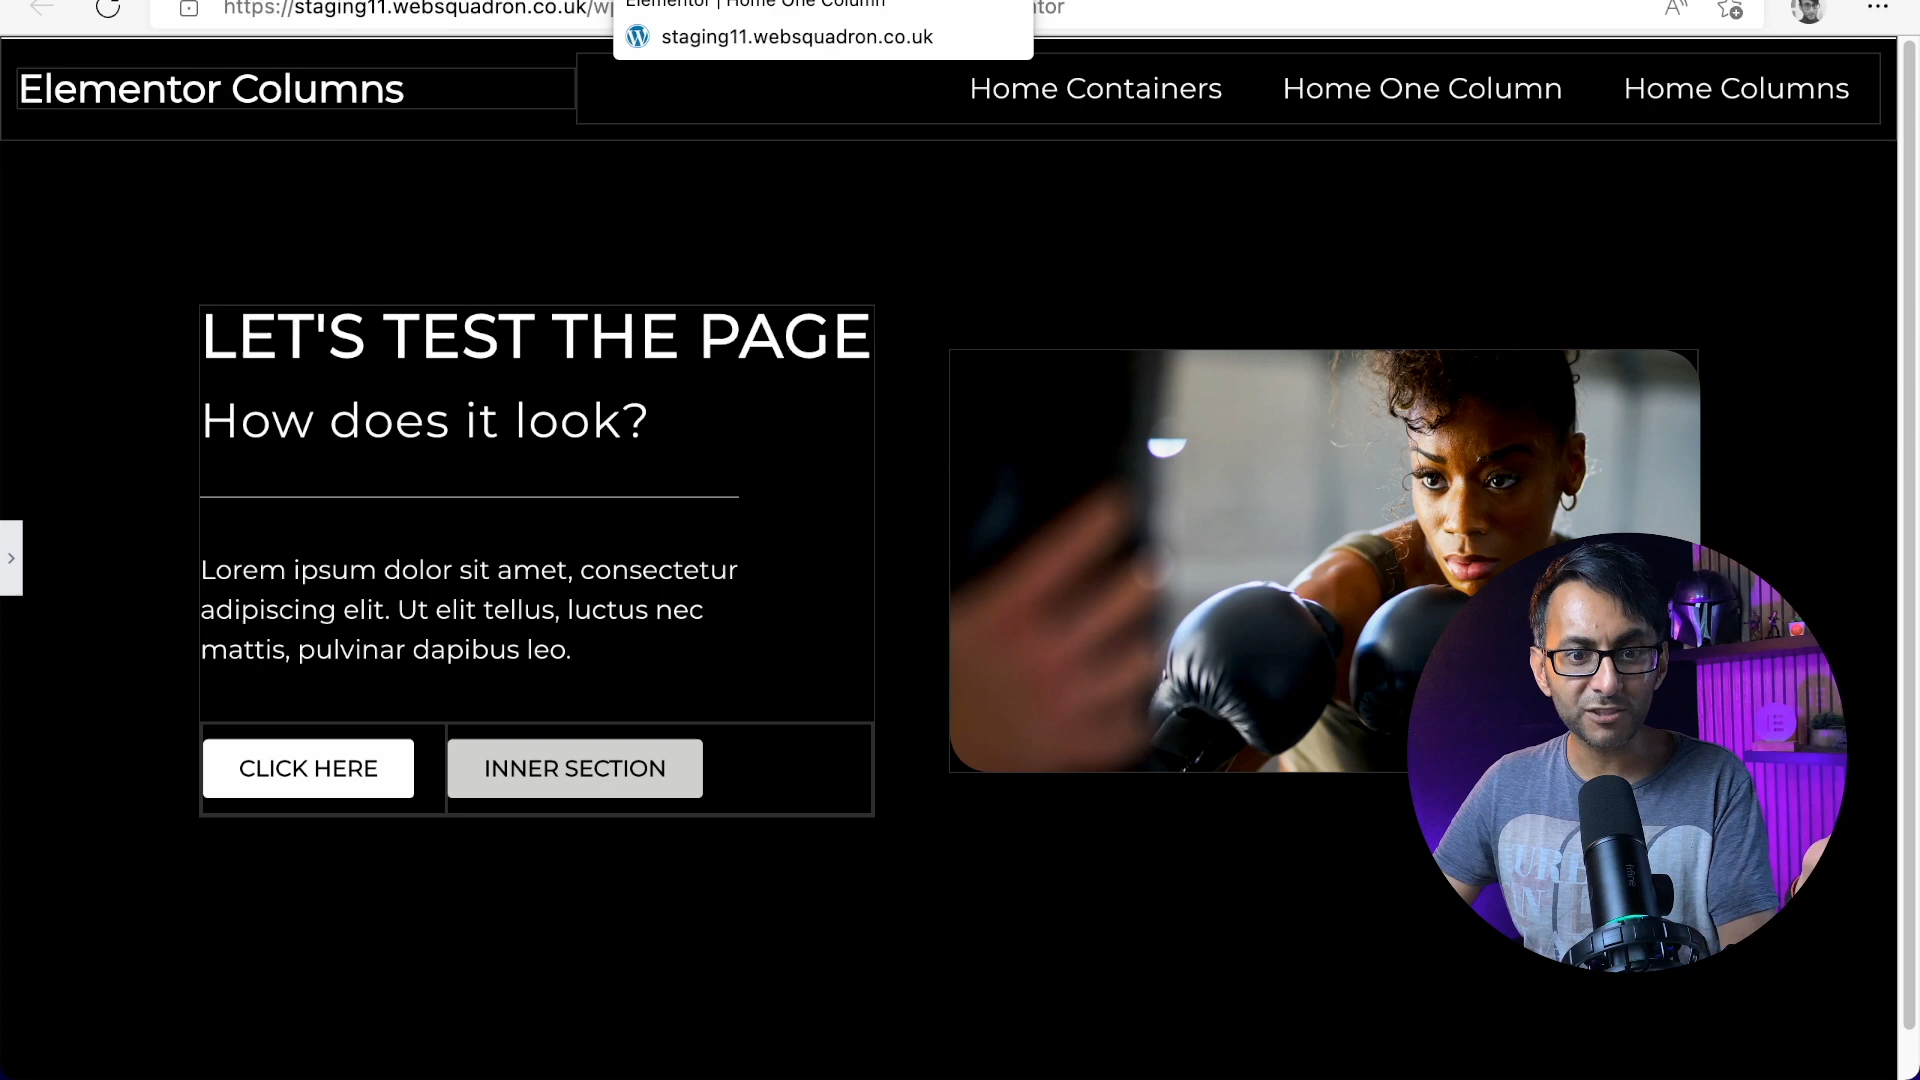 https://staging11.websquadron.co.uk/wp
tor
Elementor | Home One Column
staging11.websquadron.co.uk
Elementor Columns
Home Containers
Home One Column
Home Columns
LET'S TEST THE PAGE
How does it look?
Lorem ipsum dolor sit amet, consectetur
adipiscing elit. Ut elit tellus, luctus nec
mattis, pulvinar dapibus leo.
CLICK HERE
INNER SECTION